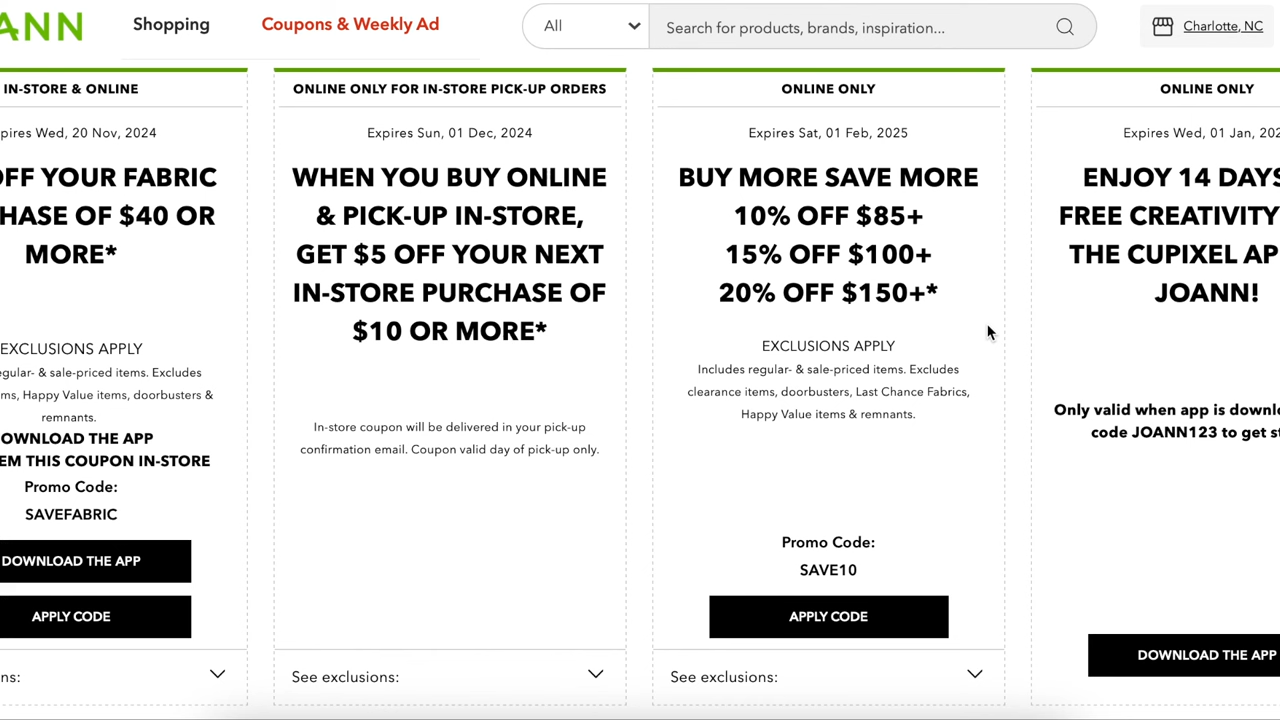 ANN
Shopping
Coupons & Weekly Ad
All
Search for products, brands, inspiration...
Charlotte, NC
IN-STORE & ONLINE
pires Wed, 20 Nov, 2024
OFF YOUR FABRIC
HASE OF $40 OR
MORE*
EXCLUSIONS APPLY
egular- & sale-priced items. Excludes
ms, Happy Value items, doorbusters &
remnants.
OWNLOAD THE APP
EM THIS COUPON IN-STORE
Promo Code:
SAVEFABRIC
DOWNLOAD THE APP
APPLY CODE
ns:
ONLINE ONLY FOR IN-STORE PICK-UP ORDERS
Expires Sun, 01 Dec, 2024
WHEN YOU BUY ONLINE
& PICK-UP IN-STORE,
GET $5 OFF YOUR NEXT
IN-STORE PURCHASE OF
$10 OR MORE*
In-store coupon will be delivered in your pick-up
confirmation email. Coupon valid day of pick-up only.
See exclusions:
ONLINE ONLY
Expires Sat, 01 Feb, 2025
BUY MORE SAVE MORE
10% OFF $85+
15% OFF $100+
20% OFF $150+*
EXCLUSIONS APPLY
Includes regular- & sale-priced items. Excludes
clearance items, doorbusters, Last Chance Fabrics,
Happy Value items & remnants.
Promo Code:
SAVE10
APPLY CODE
See exclusions:
ONLINE ONLY
Expires Wed, 01 Jan, 202
ENJOY 14 DAYS
FREE CREATIVITY
THE CUPIXEL AP
JOANN!
Only valid when app is downl
code JOANN123 to get st
DOWNLOAD THE APP